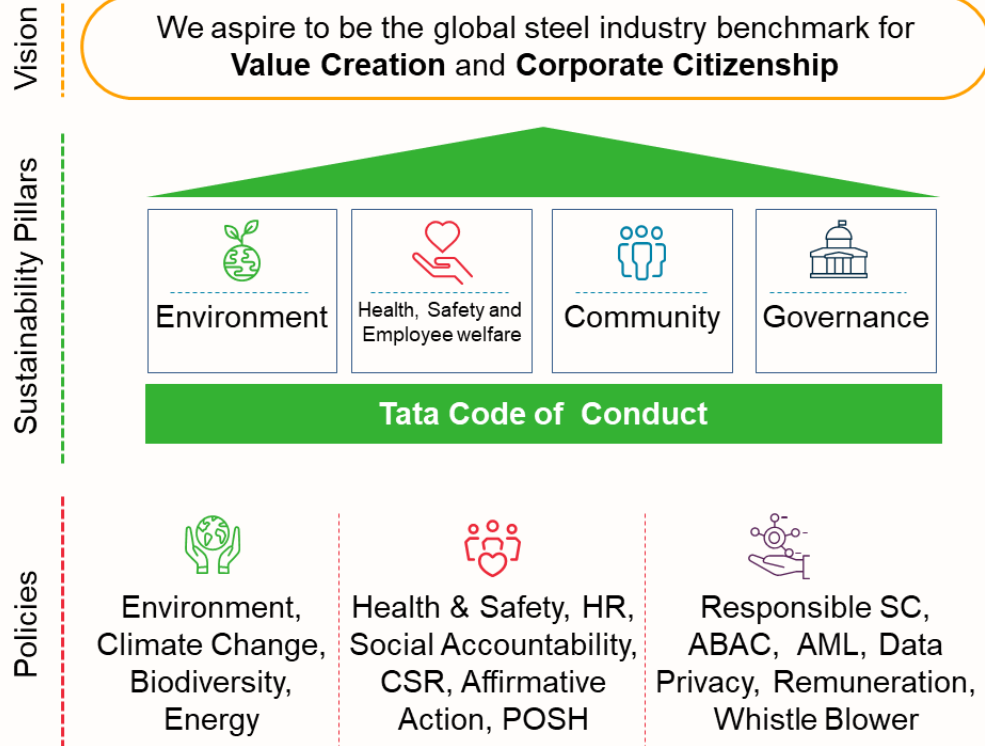 Vision
We aspire to be the global steel industry benchmark for
Value Creation and Corporate Citizenship
Sustainability Pillars
Environment
Health, Safety and
Employee welfare
Community
Governance
Tata Code of Conduct
Policies
Environment,
Climate Change,
Biodiversity,
Energy
Health & Safety, HR,
Social Accountability,
CSR, Affirmative
Action, POSH
Responsible SC,
ABAC, AML, Data
Privacy, Remuneration,
Whistle Blower